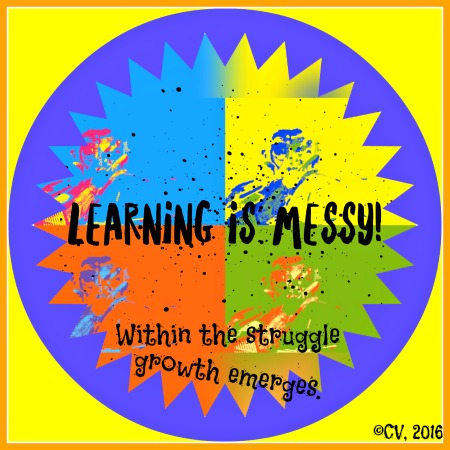 LEARNING IS MESSY!
Within the struggle
growth emerges.
©CV, 2016